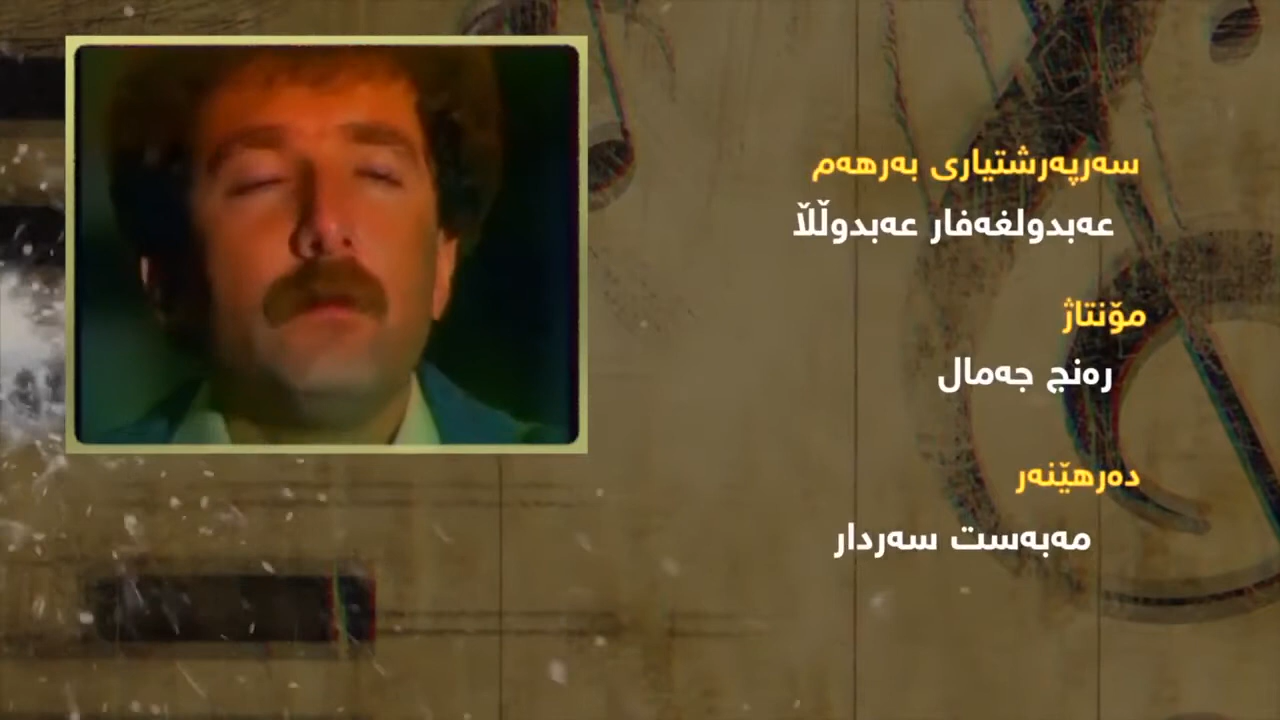 سەرپەرشتیاری بەرهەم
عەبدولغەفار عەبدوڵڵا
مۆنتاژ
ڕەنج جەمال
دەرهێنەر
مەبەست سەردار